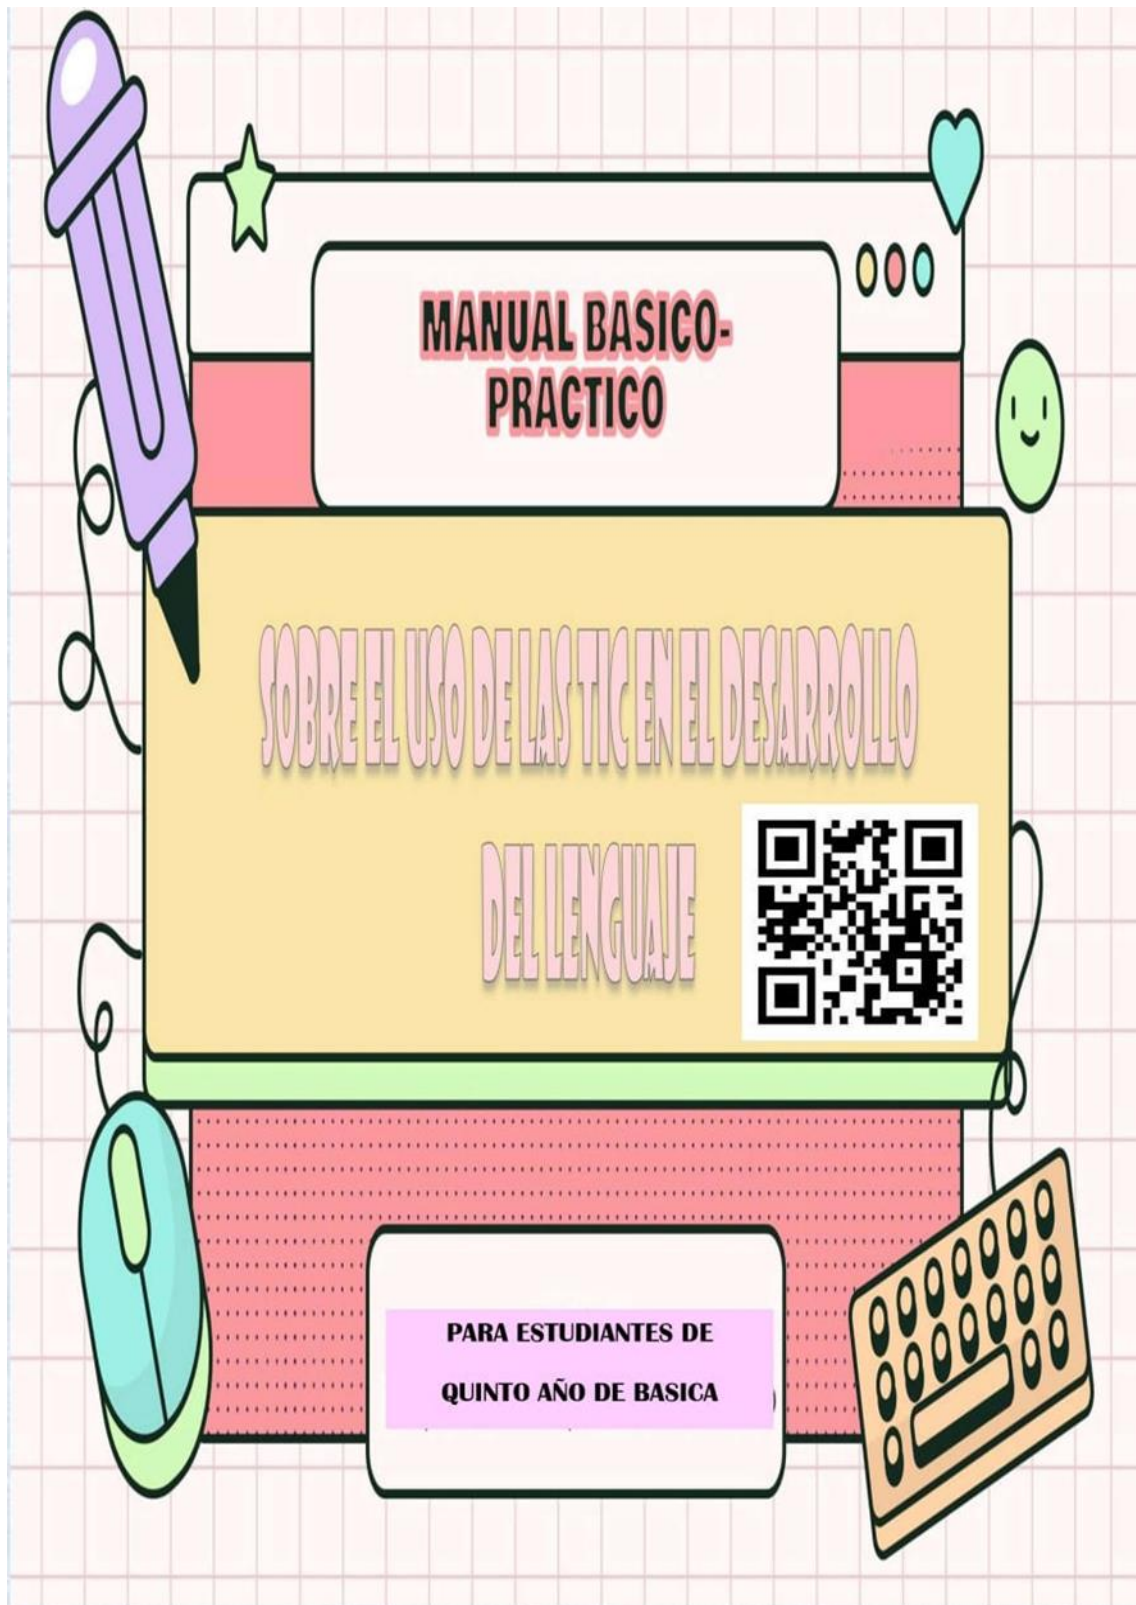 MANUAL BASICO-
PRACTICO
SOBRE EL USO DE LAS TIC EN EL DESARROLLO
DEL LENGUAJE
PARA ESTUDIANTES DE
QUINTO AÑO DE BASICA